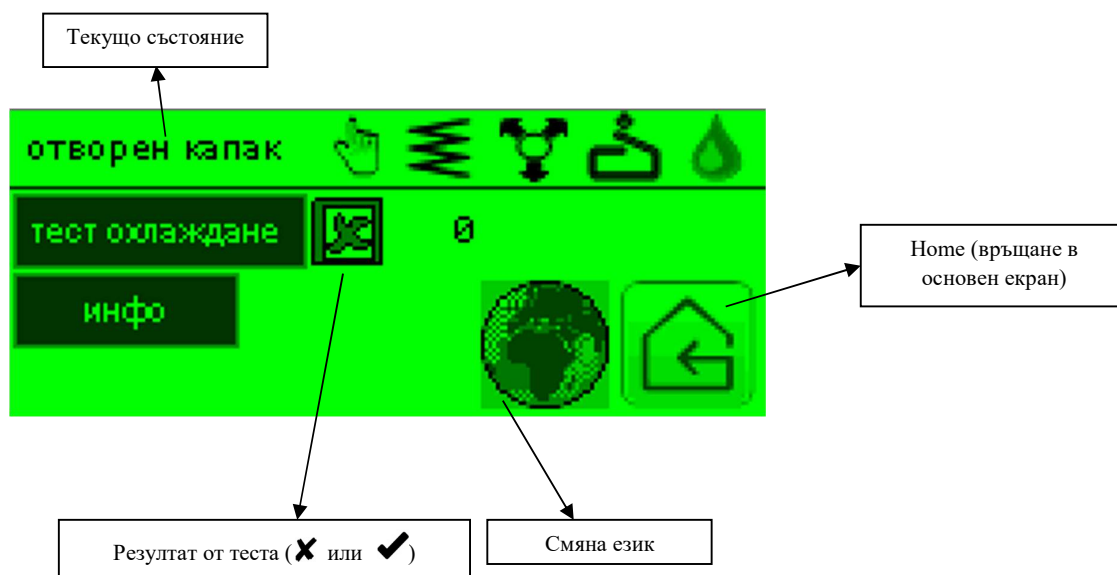 Текущо състояние
отворен капак
тест охлаждане
0
Home (връщане в
основен екран)
инфо
Резултат от теста (✘ или ✔)
Смяна език